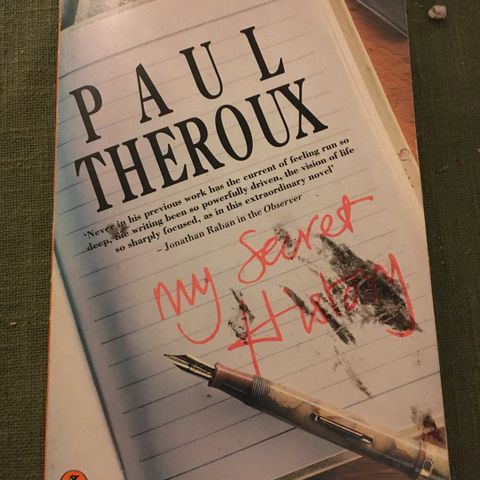 PAUL
THEROUX
'Never in his previous work has the current of feeling run so
deep, his writing been so powerfully driven, the vision of life
so sharply focused, as in this extraordinary novel'
– Jonathan Raban in the Observer
My Secret
History